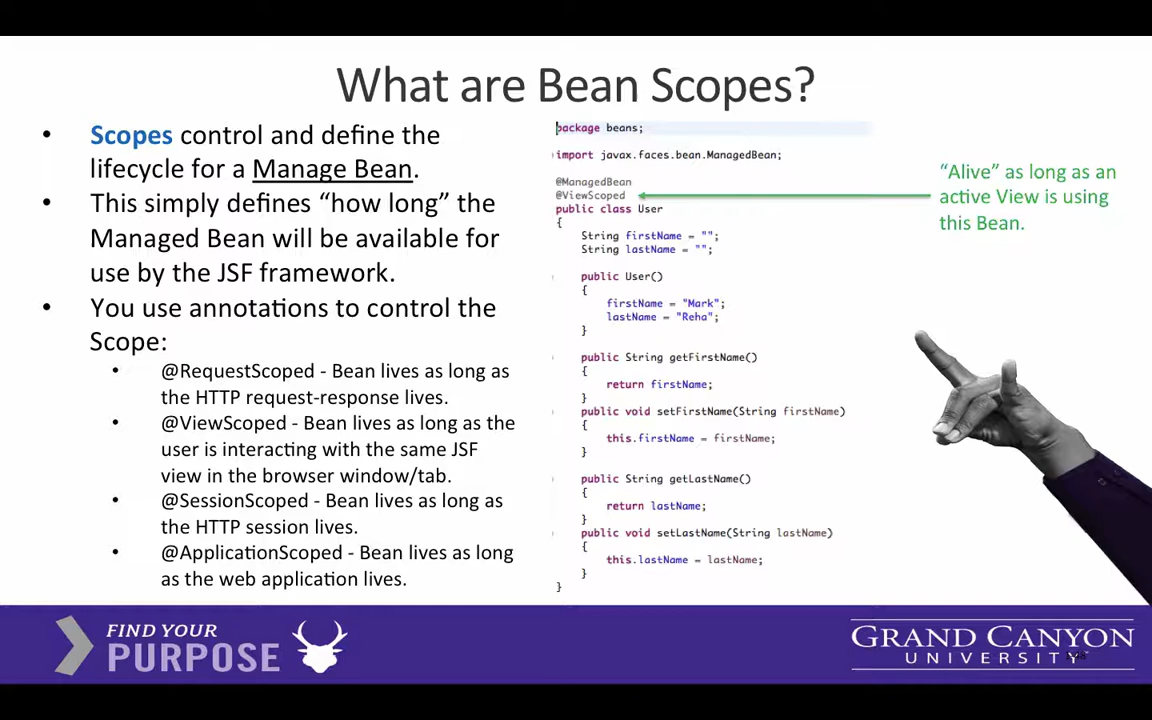 What are Bean Scopes?
• Scopes control and define the
lifecycle for a Manage Bean.
• This simply defines “how long” the
Managed Bean will be available for
use by the JSF framework.
• You use annotations to control the
Scope:
• @RequestScoped - Bean lives as long as
the HTTP request-response lives.
• @ViewScoped - Bean lives as long as the
user is interacting with the same JSF
view in the browser window/tab.
• @SessionScoped - Bean lives as long as
the HTTP session lives.
• @ApplicationScoped - Bean lives as long
as the web application lives.
package beans;
import javax.faces.bean.ManagedBean;
@ManagedBean
@ViewScoped
public class User
{
String firstName = "";
String lastName = "";
public User()
{
firstName = "Mark";
lastName = "Reha";
}
public String getFirstName()
{
return firstName;
}
public void setFirstName(String firstName)
{
this.firstName = firstName;
}
public String getLastName()
{
return lastName;
}
public void setLastName(String lastName)
{
this.lastName = lastName;
}
}
“Alive” as long as an
active View is using
this Bean.
FIND YOUR
PURPOSE
GRAND CANYON
UNIVERSITY